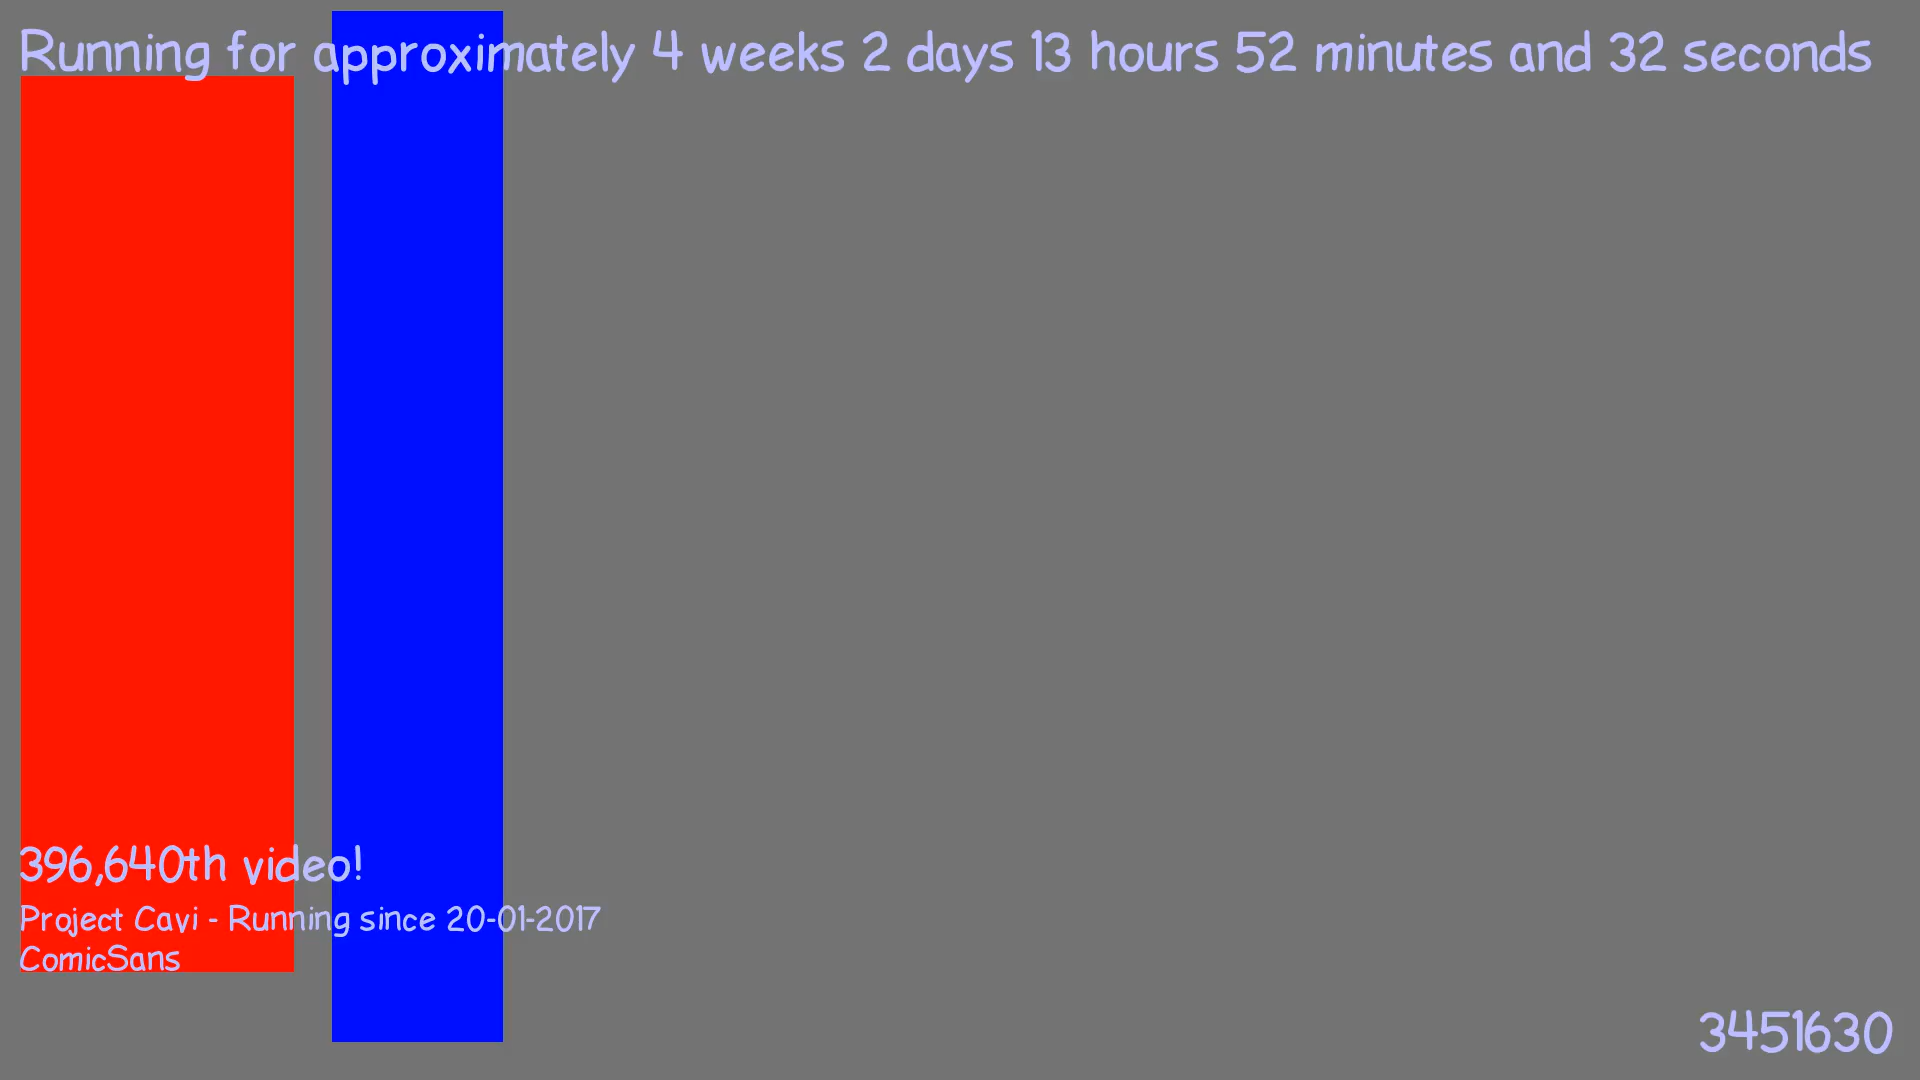 Running for approximately 4 weeks 2 days 13 hours 52 minutes and 32 seconds
396,640th video!
Project Cavi - Running since 20-01-2017
ComicSans
3451630